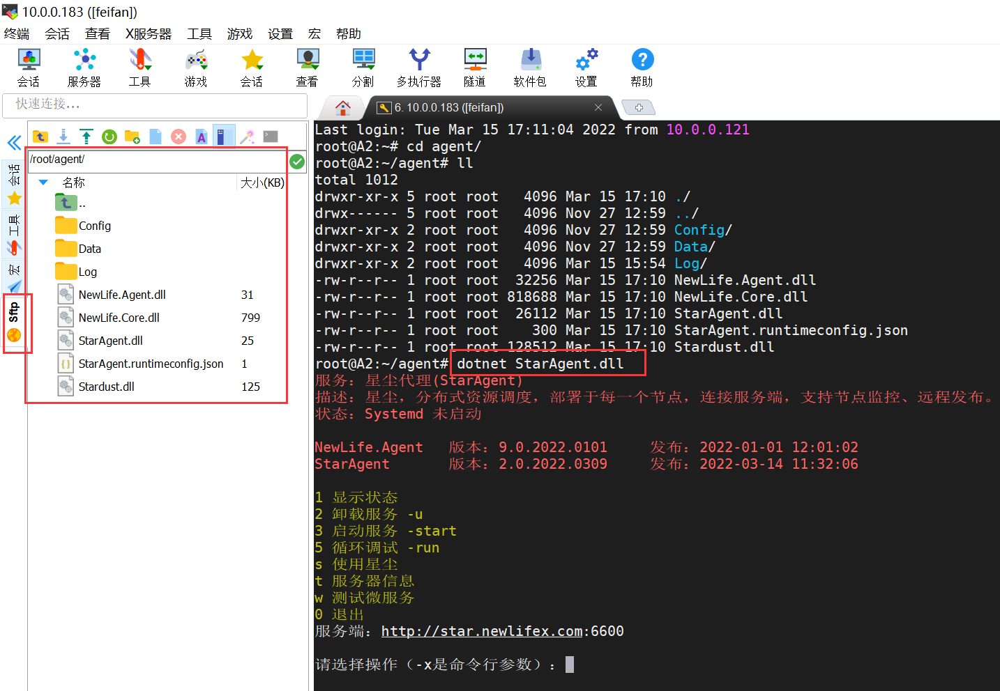 10.0.0.183 ([feifan])
终端 会话 查看 X服务器 工具 游戏 设置 宏 帮助
会话 服务器 工具 游戏 会话 查看 分割 多执行器 隧道 软件包 设置 帮助
快速连接...
6. 10.0.0.183 ([feifan])
会话
工具
宏
Sftp
/root/agent/
名称 大小(KB)
..
Config
Data
Log
NewLife.Agent.dll 31
NewLife.Core.dll 799
StarAgent.dll 25
StarAgent.runtimeconfig.json 1
Stardust.dll 125
Last login: Tue Mar 15 17:11:04 2022 from 10.0.0.121
root@A2:~# cd agent/
root@A2:~/agent# ll
total 1012
drwxr-xr-x 5 root root   4096 Mar 15 17:10 ./
drwx------ 5 root root   4096 Nov 27 12:59 ../
drwxr-xr-x 2 root root   4096 Nov 27 12:59 Config/
drwxr-xr-x 2 root root   4096 Nov 27 12:59 Data/
drwxr-xr-x 2 root root   4096 Mar 15 15:54 Log/
-rw-r--r-- 1 root root  32256 Mar 15 17:10 NewLife.Agent.dll
-rw-r--r-- 1 root root 818688 Mar 15 17:10 NewLife.Core.dll
-rw-r--r-- 1 root root  26112 Mar 15 17:10 StarAgent.dll
-rw-r--r-- 1 root root    300 Mar 15 17:10 StarAgent.runtimeconfig.json
-rw-r--r-- 1 root root 128512 Mar 15 17:10 Stardust.dll
root@A2:~/agent# dotnet StarAgent.dll
服务：星尘代理(StarAgent)
描述：星尘，分布式资源调度，部署于每一个节点，连接服务端，支持节点监控、远程发布。
状态：Systemd 未启动
NewLife.Agent   版本：9.0.2022.0101     发布：2022-01-01 12:01:02
StarAgent       版本：2.0.2022.0309     发布：2022-03-14 11:32:06
1 显示状态
2 卸载服务 -u
3 启动服务 -start
5 循环调试 -run
s 使用星尘
t 服务器信息
w 测试微服务
0 退出
服务端：http://star.newlifex.com:6600
请选择操作（-x是命令行参数）：